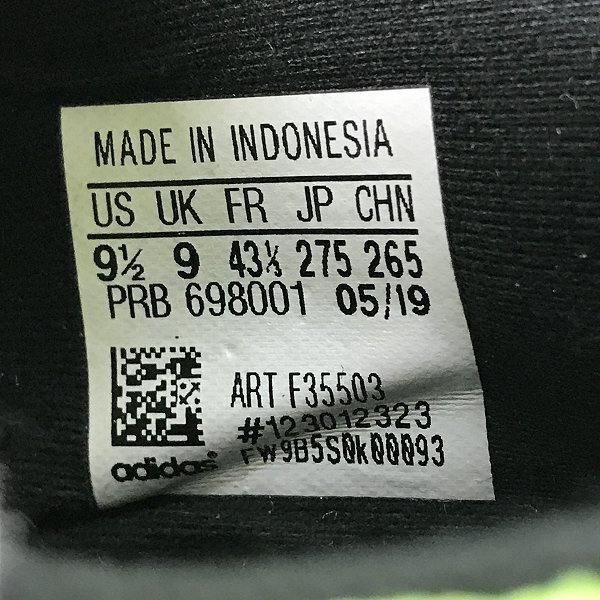 MADE IN INDONESIA
US UK FR JP CHN
9½ 9 43⅓ 275 265
PRB 698001 05/19
ART F35503
#123012323
FW9B5S0k00093
adidas